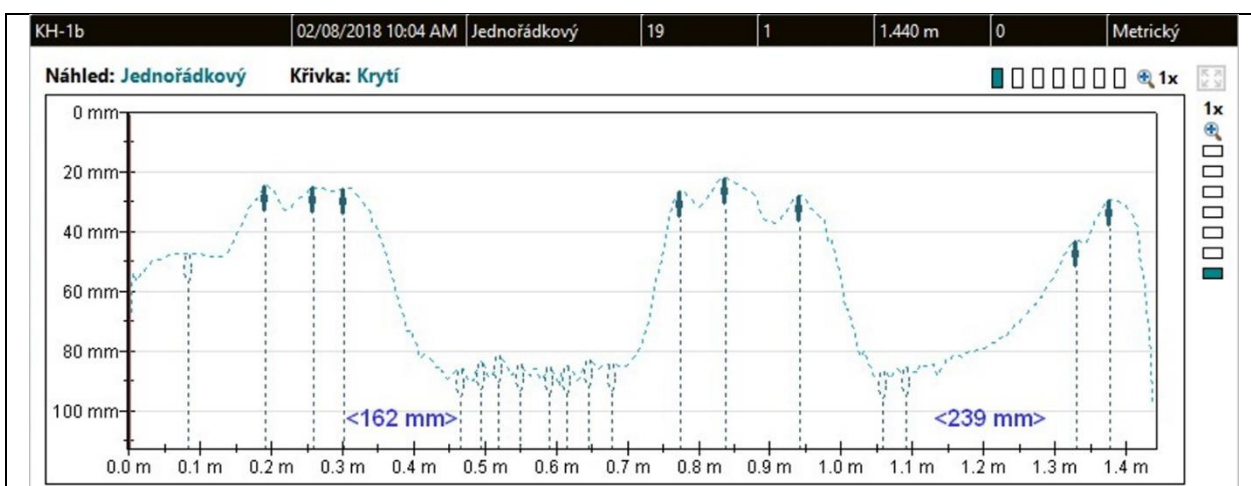 KH-1b 02/08/2018 10:04 AM Jednořádkový 19 1 1.440 m 0 Metrický
Náhled: Jednořádkový Křivka: Krytí 1x
1x
0 mm
20 mm
40 mm
60 mm
80 mm
100 mm
<162 mm> <239 mm>
0.0 m 0.1 m 0.2 m 0.3 m 0.4 m 0.5 m 0.6 m 0.7 m 0.8 m 0.9 m 1.0 m 1.1 m 1.2 m 1.3 m 1.4 m